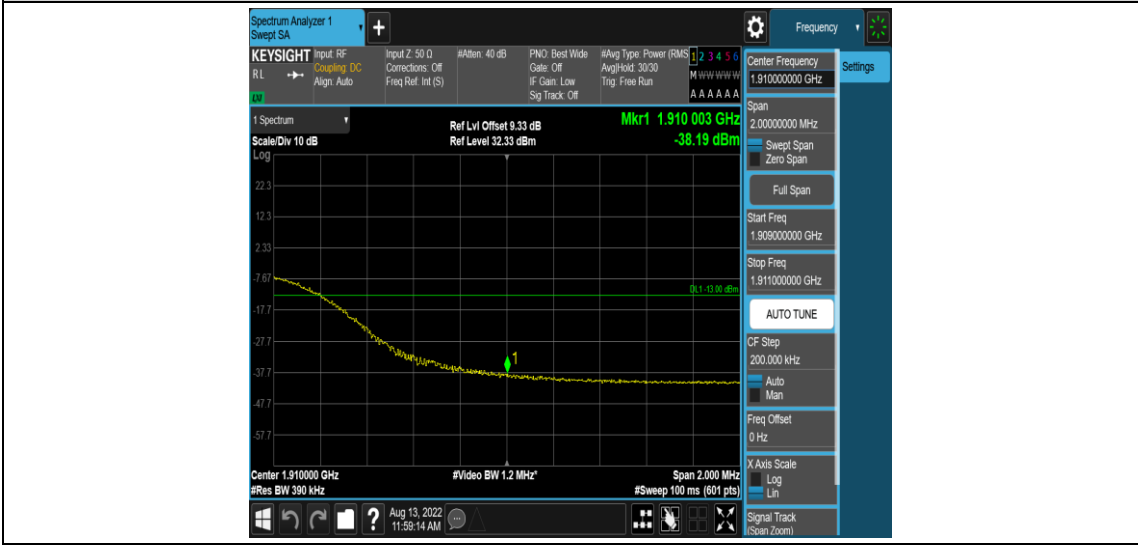 Spectrum Analyzer 1
Swept SA
+
Frequency
KEYSIGHT
RL
LM
Input: RF
Coupling: DC
Align: Auto
Input Z: 50 Ω
Corrections: Off
Freq Ref: Int (S)
#Atten: 40 dB
PNO: Best Wide
Gate: Off
IF Gain: Low
Sig Track: Off
#Avg Type: Power (RMS
Avg|Hold: 30/30
Trig: Free Run
1 2 3 4 5 6
M W W W W W
A A A A A A
1 Spectrum
Scale/Div 10 dB
Log
Ref Lvl Offset 9.33 dB
Ref Level 32.33 dBm
Mkr1 1.910 003 GHz
-38.19 dBm
22.3
12.3
2.33
-7.67
-17.7
-27.7
-37.7
-47.7
-57.7
DL1 -13.00 dBm
1
Center 1.910000 GHz
#Res BW 390 kHz
#Video BW 1.2 MHz*
Span 2.000 MHz
#Sweep 100 ms (601 pts)
?
Aug 13, 2022
11:59:14 AM
Center Frequency
1.910000000 GHz
Settings
Span
2.00000000 MHz
Swept Span
Zero Span
Full Span
Start Freq
1.909000000 GHz
Stop Freq
1.911000000 GHz
AUTO TUNE
CF Step
200.000 kHz
Auto
Man
Freq Offset
0 Hz
X Axis Scale
Log
Lin
Signal Track
(Span Zoom)